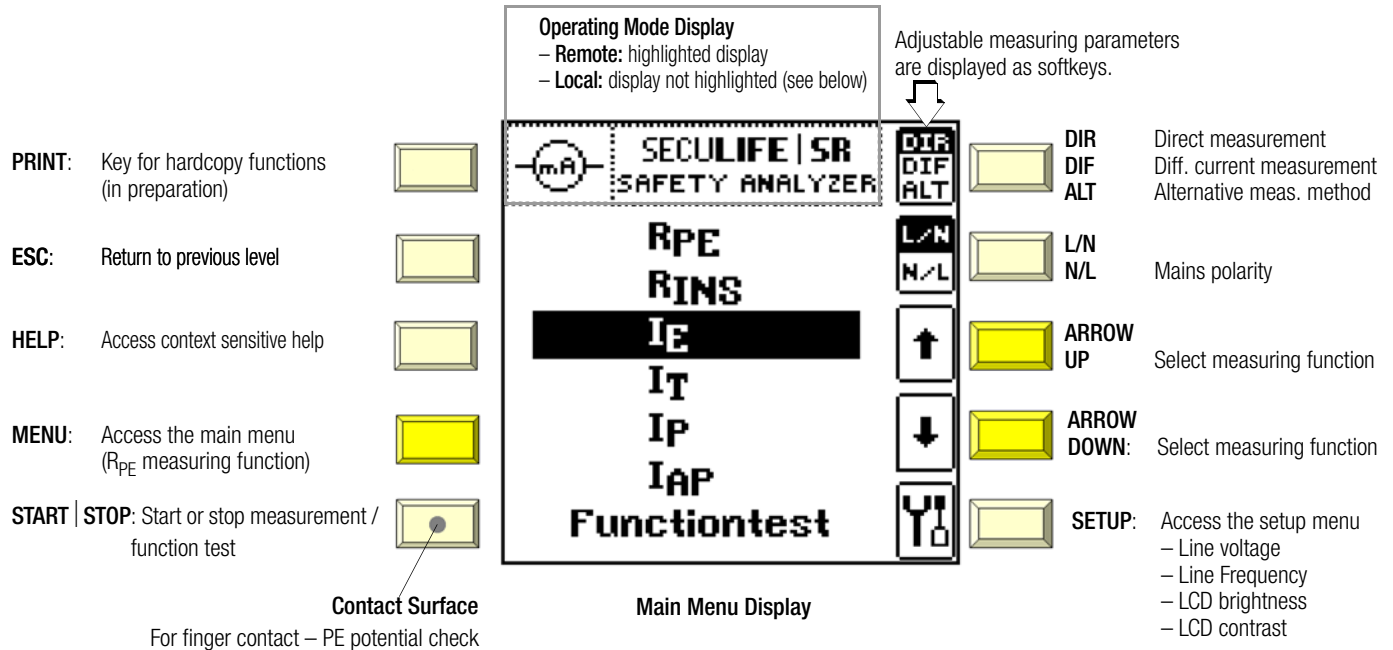 Operating Mode Display
– Remote: highlighted display
– Local: display not highlighted (see below)
Adjustable measuring parameters
are displayed as softkeys.
PRINT: Key for hardcopy functions
(in preparation)
ESC: Return to previous level
HELP: Access context sensitive help
MENU: Access the main menu
(RPE measuring function)
START | STOP: Start or stop measurement /
function test
Contact Surface
For finger contact – PE potential check
mA
SECULIFE | SR
SAFETY ANALYZER
RPE
RINS
IE
IT
IP
IAP
Functiontest
DIR
DIF
ALT
L/N
N/L
Main Menu Display
DIR Direct measurement
DIF Diff. current measurement
ALT Alternative meas. method
L/N
N/L Mains polarity
ARROW
UP Select measuring function
ARROW
DOWN: Select measuring function
SETUP: Access the setup menu
– Line voltage
– Line Frequency
– LCD brightness
– LCD contrast